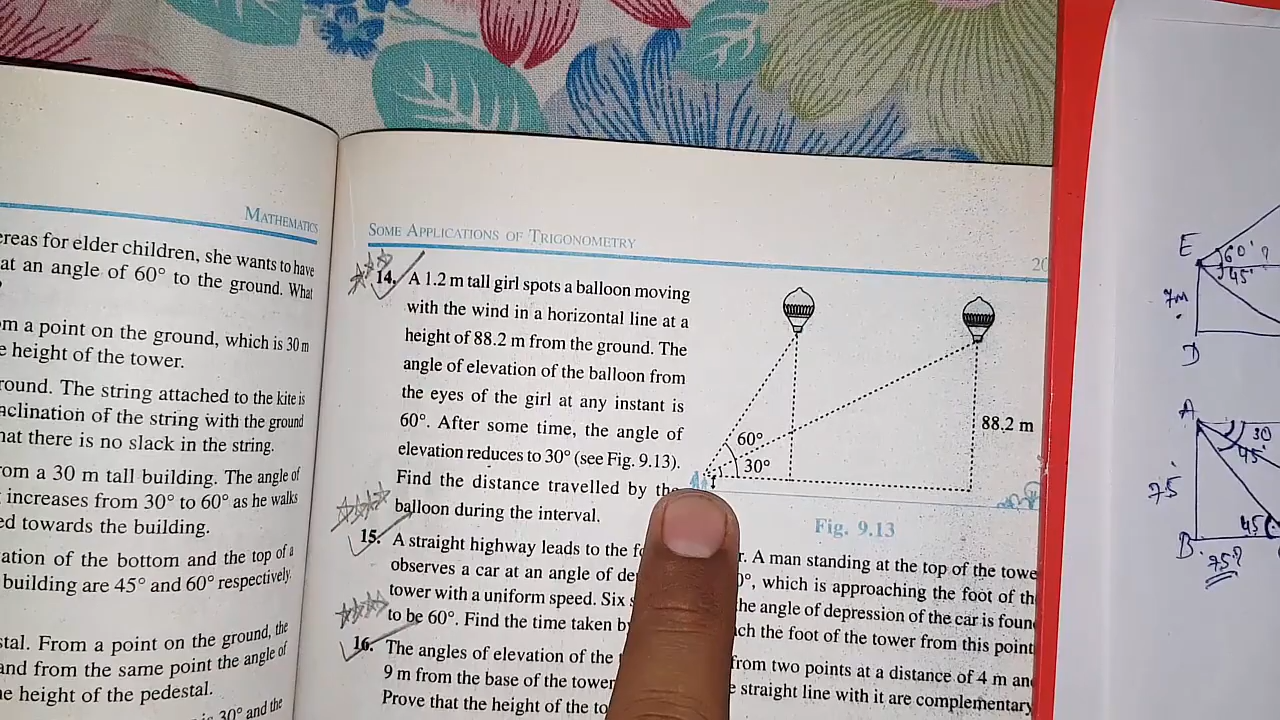 MATHEMATICS
ereas for elder children, she wants to have
at an angle of 60° to the ground. What
?
m a point on the ground, which is 30 m
e height of the tower.
round. The string attached to the kite is
nclination of the string with the ground
hat there is no slack in the string.
om a 30 m tall building. The angle of
increases from 30° to 60° as he walks
ed towards the building.
ation of the bottom and the top of a
building are 45° and 60° respectively.
stal. From a point on the ground, the
and from the same point the angle of
he height of the pedestal.
30° and the
SOME APPLICATIONS OF TRIGONOMETRY
20
14. A 1.2 m tall girl spots a balloon moving
with the wind in a horizontal line at a
height of 88.2 m from the ground. The
angle of elevation of the balloon from
the eyes of the girl at any instant is
60°. After some time, the angle of
elevation reduces to 30° (see Fig. 9.13).
Find the distance travelled by the
balloon during the interval.
60°
30°
88.2 m
Fig. 9.13
15. A straight highway leads to the fo r. A man standing at the top of the towe
observes a car at an angle of de 0°, which is approaching the foot of th
tower with a uniform speed. Six s the angle of depression of the car is foun
to be 60°. Find the time taken b ch the foot of the tower from this point
16. The angles of elevation of the from two points at a distance of 4 m an
9 m from the base of the tower e straight line with it are complementary
Prove that the height of the to
E
60° ?
45°
7m
D
A
30
45
75
B
45
75?